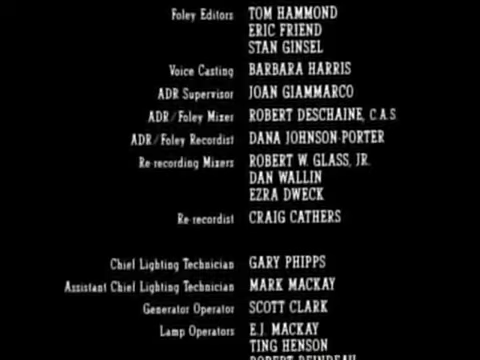 Foley Editors TOM HAMMOND
ERIC FRIEND
STAN GINSEL
Voice Casting BARBARA HARRIS
ADR Supervisor JOAN GIAMMARCO
ADR/Foley Mixer ROBERT DESCHAINE, C.A.S
ADR/Foley Recordist DANA JOHNSON-PORTER
Re-recording Mixers ROBERT W. GLASS, JR.
DAN WALLIN
EZRA DWECK
Re-recordist CRAIG CATHERS
Chief Lighting Technician GARY PHIPPS
Assistant Chief Lighting Technician MARK MACKAY
Generator Operator SCOTT CLARK
Lamp Operators E.J. MACKAY
TING HENSON
ROBERT REINDEAU